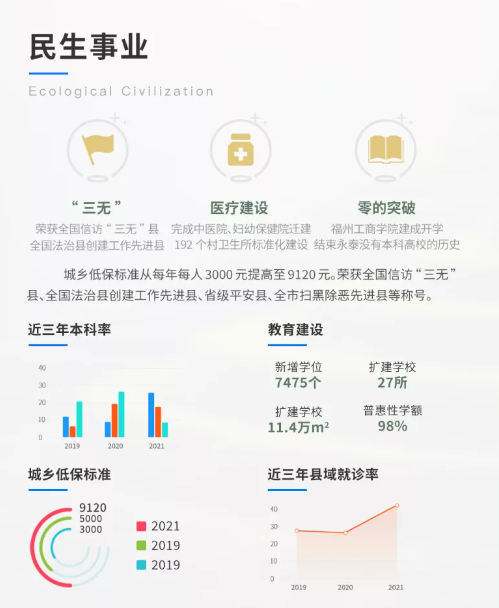 民生事业
Ecological Civilization
“三无”
医疗建设
零的突破
荣获全国信访“三无”县
全国法治县创建工作先进县
完成中医院、妇幼保健院迁建
192 个村卫生所标准化建设
福州工商学院建成开学
结束永泰没有本科高校的历史
城乡低保标准从每年每人 3000 元提高至 9120 元。荣获全国信访“三无”
县、全国法治县创建工作先进县、省级平安县、全市扫黑除恶先进县等称号。
近三年本科率
40
30
20
10
0
2019
2020
2021
教育建设
新增学位
7475个
扩建学校
27所
扩建学校
11.4万m²
普惠性学额
98%
城乡低保标准
9120
5000
3000
2021
2019
2019
近三年县域就诊率
40
30
20
10
0
2019
2020
2021